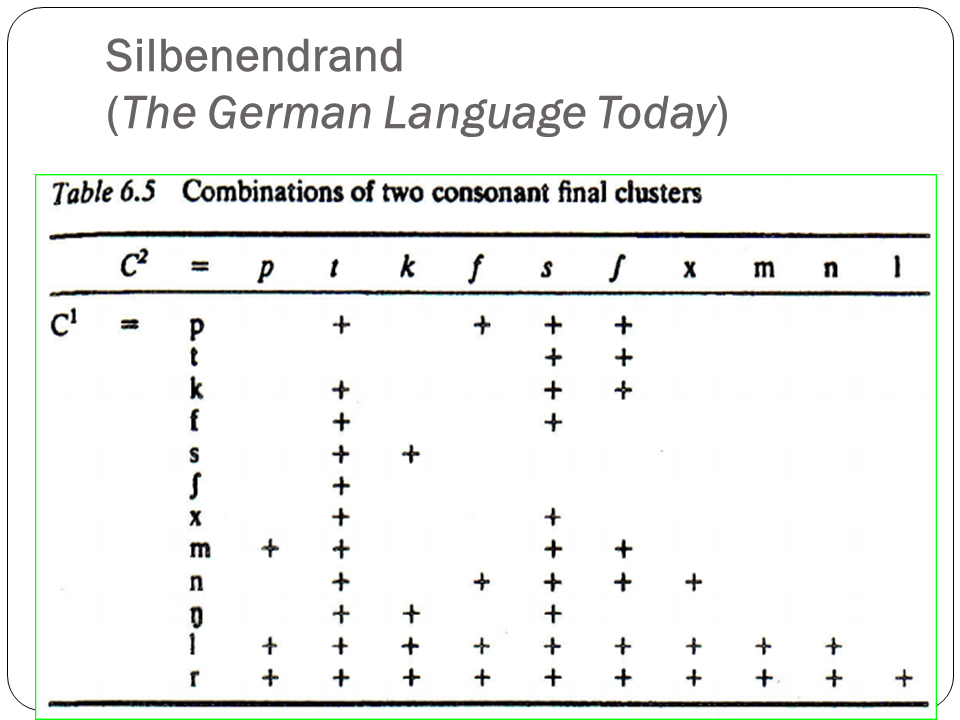 Silbenendrand
(The German Language Today)
Table 6.5 Combinations of two consonant final clusters
C² = p t k f s ʃ x m n l
C¹ = p + + + +
t + +
k + + +
f + +
s + +
ʃ +
x + +
m + + + +
n + + + + +
ŋ + + +
l + + + + + + + + +
r + + + + + + + + + +